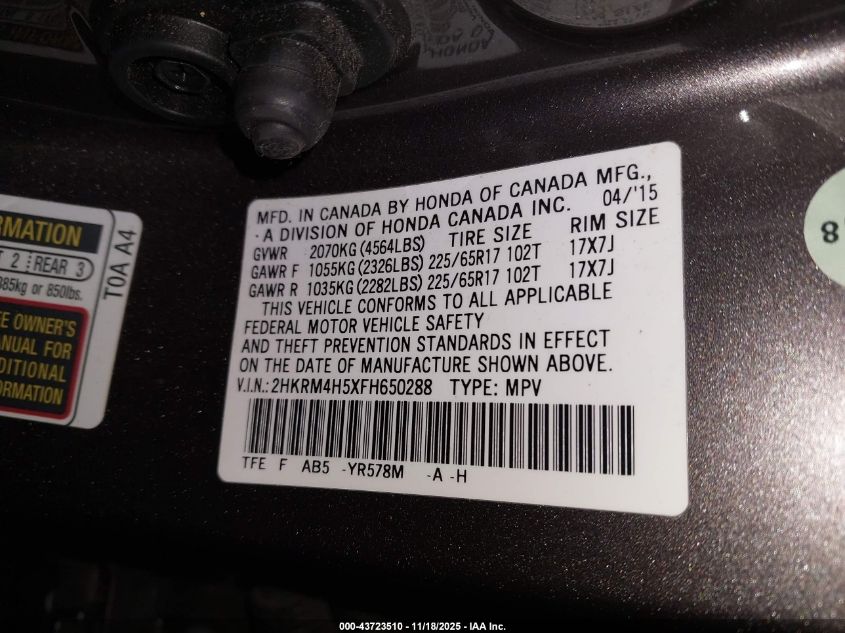 MFD. IN CANADA BY HONDA OF CANADA MFG.,
A DIVISION OF HONDA CANADA INC. 04/'15
GVWR 2070KG (4564LBS) TIRE SIZE RIM SIZE
GAWR F 1055KG (2326LBS) 225/65R17 102T 17X7J
GAWR R 1035KG (2282LBS) 225/65R17 102T 17X7J
THIS VEHICLE CONFORMS TO ALL APPLICABLE
FEDERAL MOTOR VEHICLE SAFETY
AND THEFT PREVENTION STANDARDS IN EFFECT
ON THE DATE OF MANUFACTURE SHOWN ABOVE.
V.I.N.: 2HKRM4H5XFH650288 TYPE: MPV
TFE F AB5 -YR578M -A -H
RMATION
T 2 REAR 3
385kg or 850lbs.
E OWNER'S
ANUAL FOR
DITIONAL
ORMATION
T0A A4
8
000-43723510 - 11/18/2025 - IAA Inc.